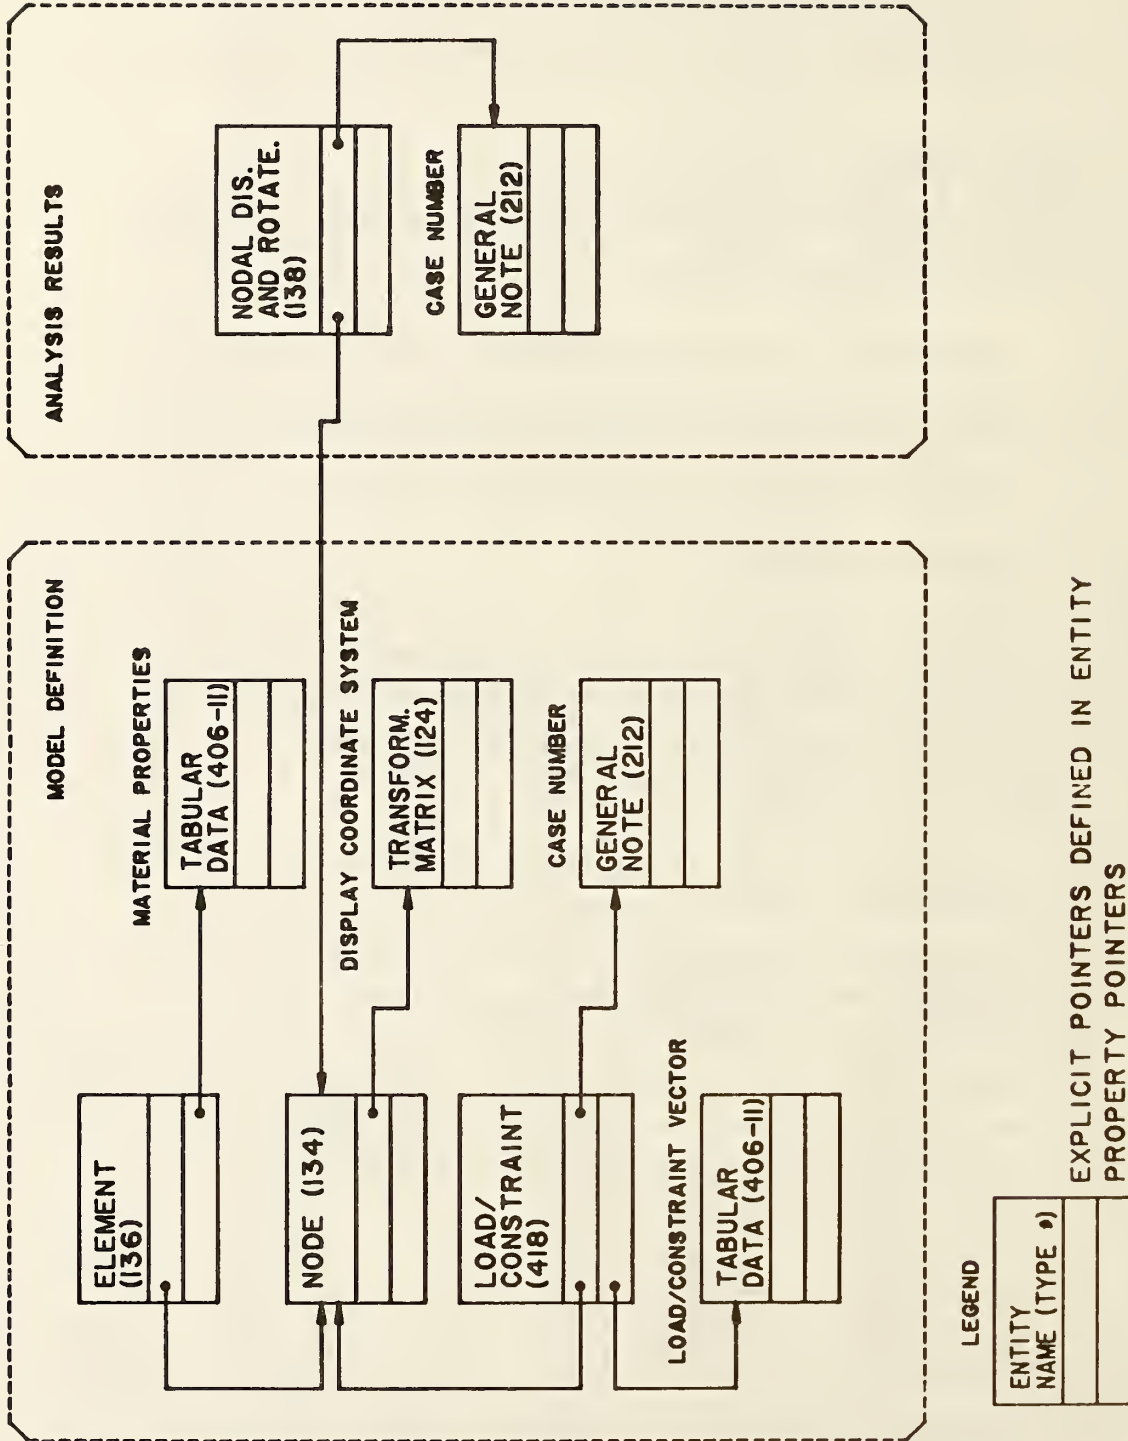 MODEL DEFINITION
ELEMENT
(136)
MATERIAL PROPERTIES
TABULAR
DATA (406-11)
NODE (134)
DISPLAY COORDINATE SYSTEM
TRANSFORM.
MATRIX (124)
LOAD/
CONSTRAINT
(418)
CASE NUMBER
GENERAL
NOTE (212)
LOAD/CONSTRAINT VECTOR
TABULAR
DATA (406-11)
ANALYSIS RESULTS
NODAL DIS.
AND ROTATE.
(138)
CASE NUMBER
GENERAL
NOTE (212)
LEGEND
ENTITY
NAME (TYPE #)
EXPLICIT POINTERS DEFINED IN ENTITY
PROPERTY POINTERS